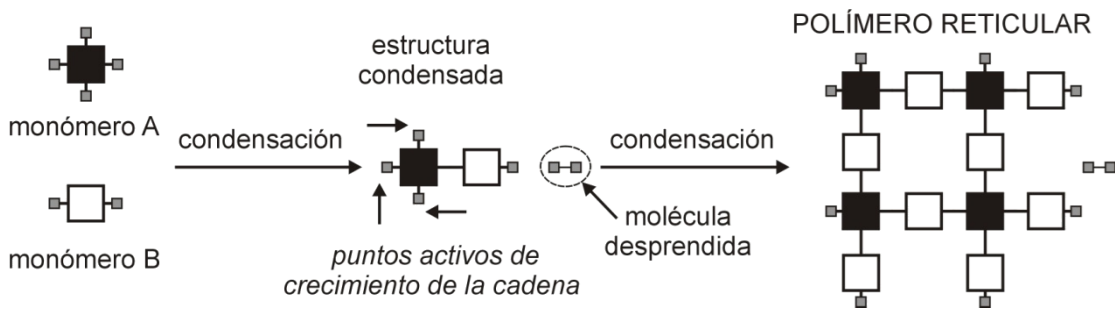 monómero A
monómero B
condensación
estructura
condensada
puntos activos de
crecimiento de la cadena
molécula
desprendida
condensación
POLÍMERO RETICULAR